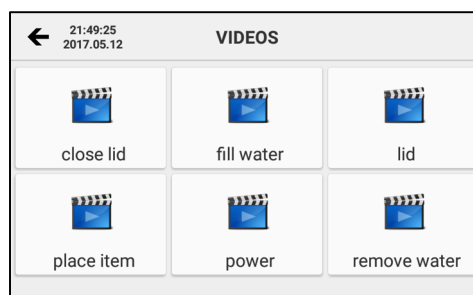 21:49:25
2017.05.12
VIDEOS
close lid
fill water
lid
place item
power
remove water